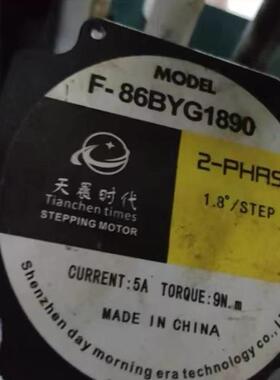 MODEL
F-86BYG1890
2-PHAS
1.8°/STEP
天晨时代
Tianchen times
STEPPING MOTOR
CURRENT:5A TORQUE:9N.m
MADE IN CHINA
Shenzhen day morning era technology